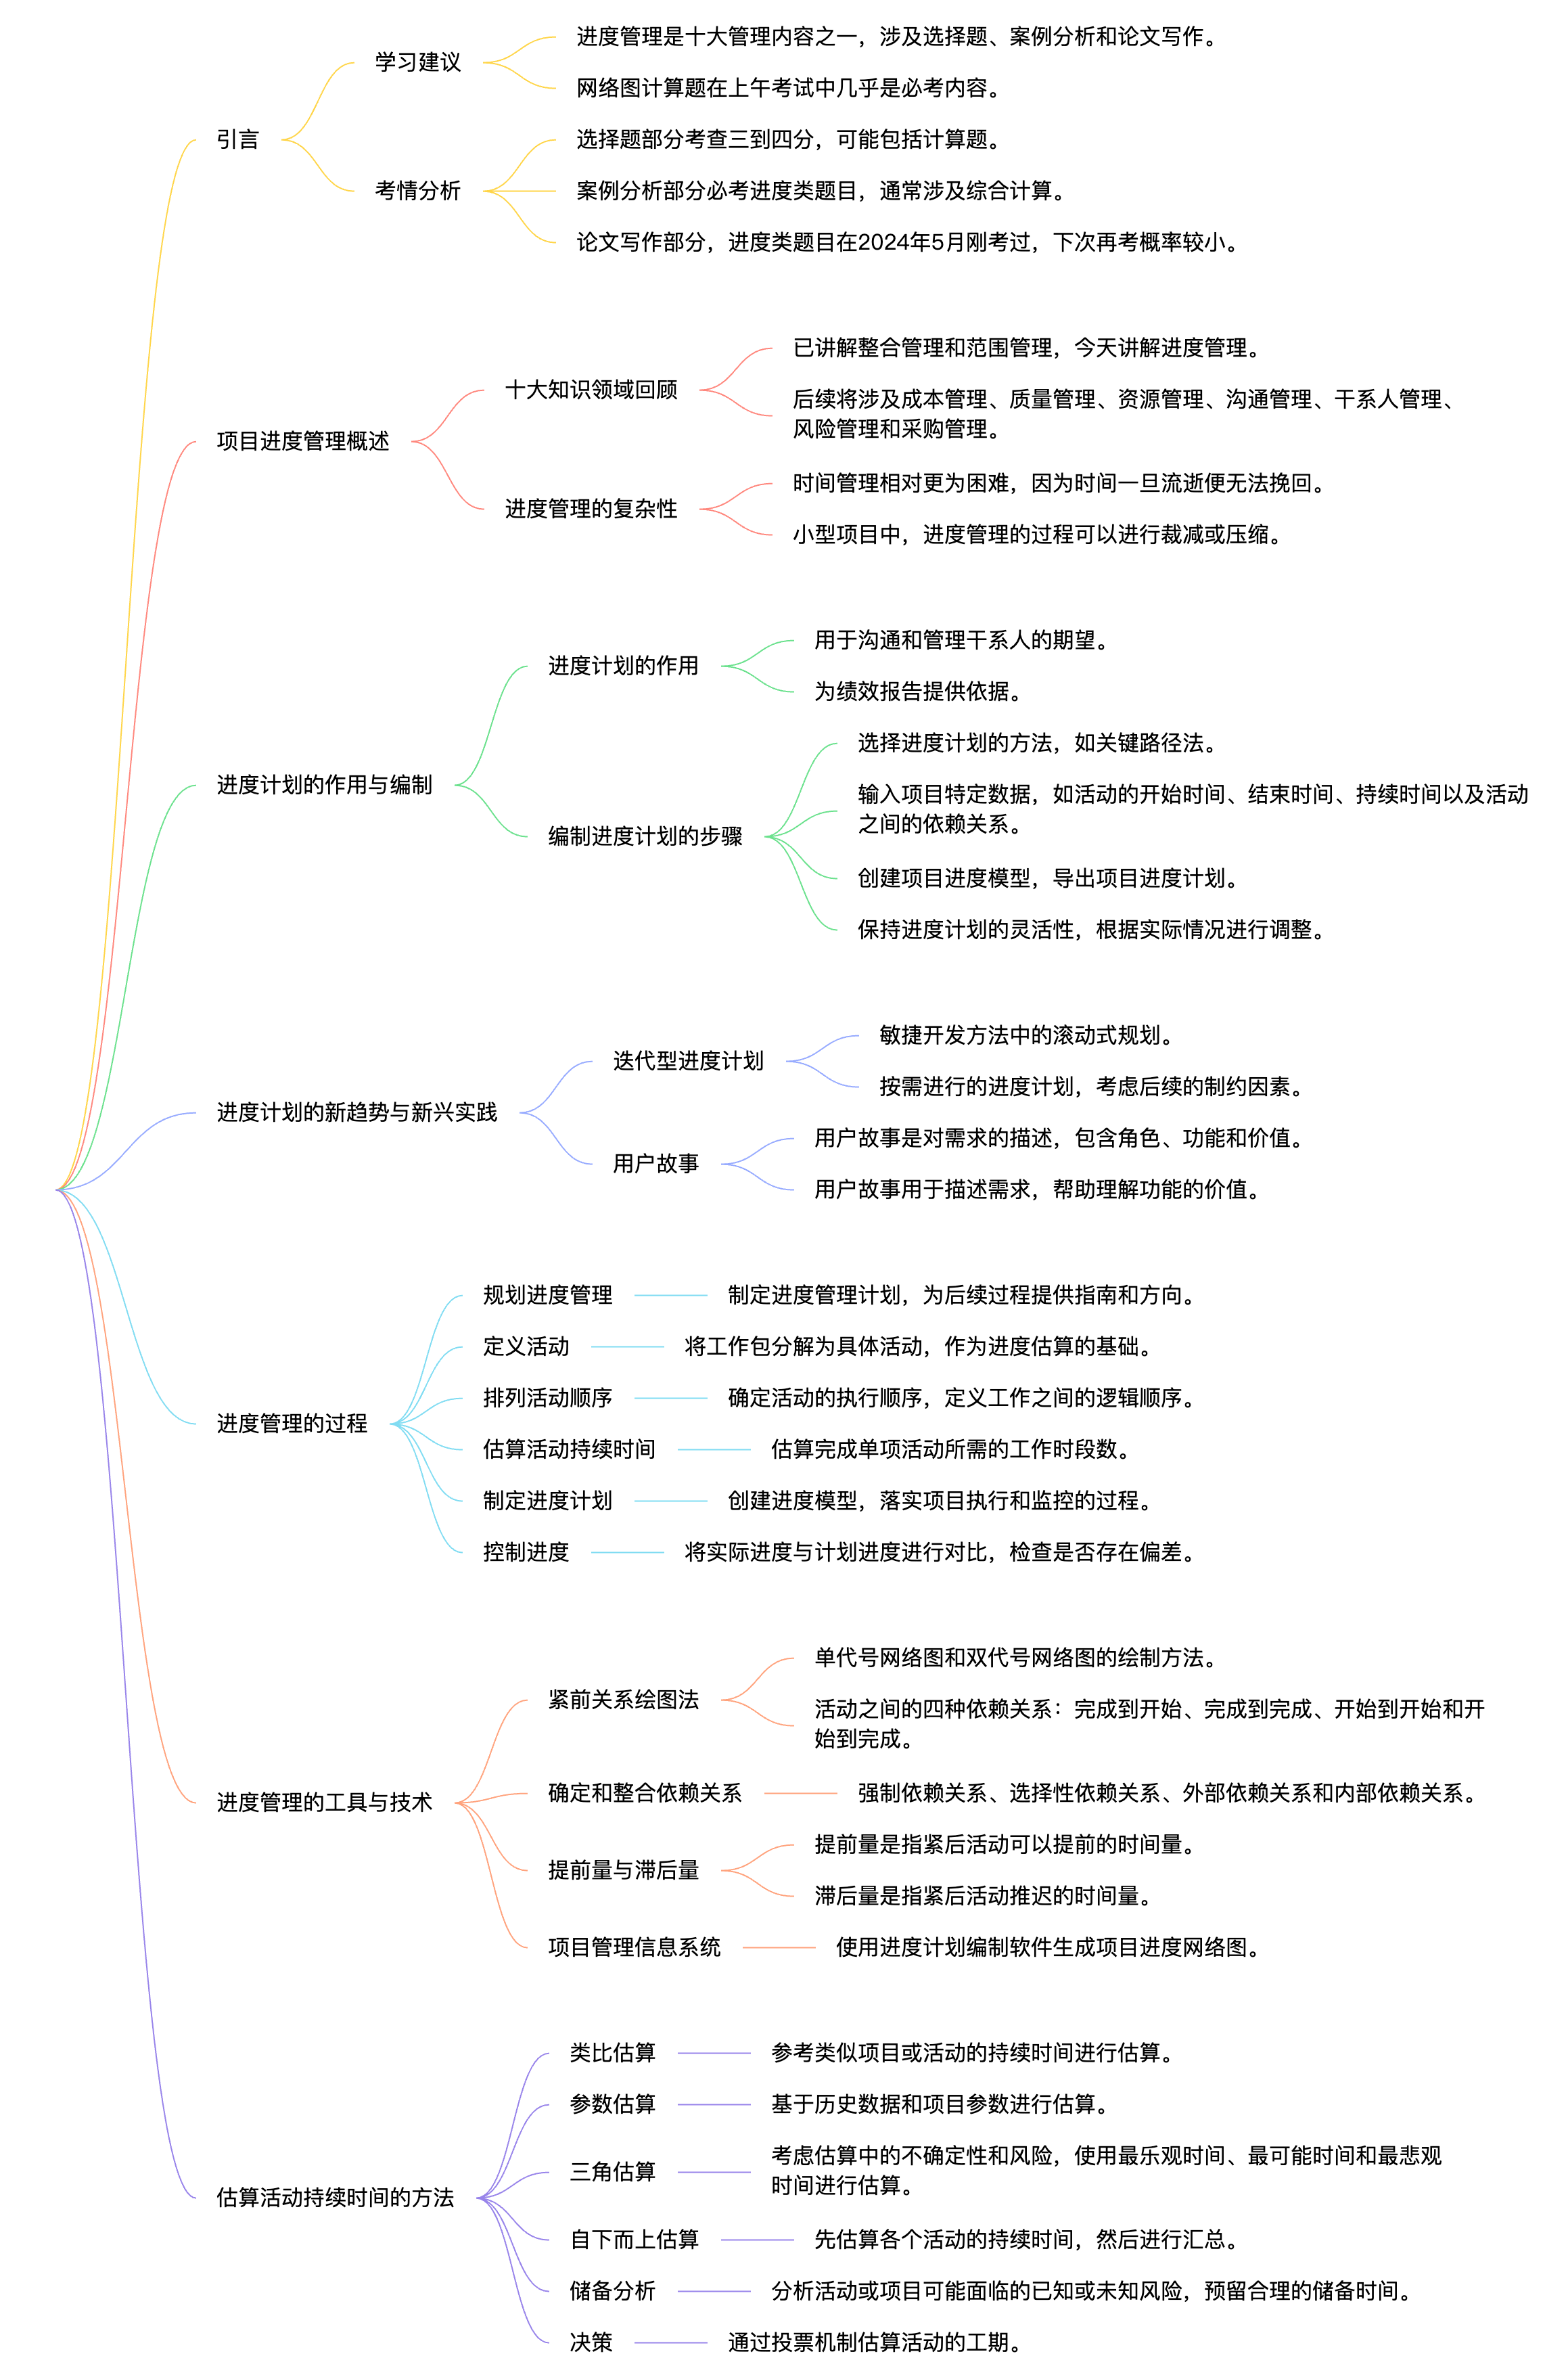 引言
学习建议
进度管理是十大管理内容之一，涉及选择题、案例分析和论文写作。
网络图计算题在上午考试中几乎是必考内容。
考情分析
选择题部分考查三到四分，可能包括计算题。
案例分析部分必考进度类题目，通常涉及综合计算。
论文写作部分，进度类题目在2024年5月刚考过，下次再考概率较小。
项目进度管理概述
十大知识领域回顾
已讲解整合管理和范围管理，今天讲解进度管理。
后续将涉及成本管理、质量管理、资源管理、沟通管理、干系人管理、
风险管理和采购管理。
进度管理的复杂性
时间管理相对更为困难，因为时间一旦流逝便无法挽回。
小型项目中，进度管理的过程可以进行裁减或压缩。
进度计划的作用与编制
进度计划的作用
用于沟通和管理干系人的期望。
为绩效报告提供依据。
编制进度计划的步骤
选择进度计划的方法，如关键路径法。
输入项目特定数据，如活动的开始时间、结束时间、持续时间以及活动
之间的依赖关系。
创建项目进度模型，导出项目进度计划。
保持进度计划的灵活性，根据实际情况进行调整。
进度计划的新趋势与新兴实践
迭代型进度计划
敏捷开发方法中的滚动式规划。
按需进行的进度计划，考虑后续的制约因素。
用户故事
用户故事是对需求的描述，包含角色、功能和价值。
用户故事用于描述需求，帮助理解功能的价值。
进度管理的过程
规划进度管理
制定进度管理计划，为后续过程提供指南和方向。
定义活动
将工作包分解为具体活动，作为进度估算的基础。
排列活动顺序
确定活动的执行顺序，定义工作之间的逻辑顺序。
估算活动持续时间
估算完成单项活动所需的工作时段数。
制定进度计划
创建进度模型，落实项目执行和监控的过程。
控制进度
将实际进度与计划进度进行对比，检查是否存在偏差。
进度管理的工具与技术
紧前关系绘图法
单代号网络图和双代号网络图的绘制方法。
活动之间的四种依赖关系：完成到开始、完成到完成、开始到开始和开
始到完成。
确定和整合依赖关系
强制依赖关系、选择性依赖关系、外部依赖关系和内部依赖关系。
提前量与滞后量
提前量是指紧后活动可以提前的时间量。
滞后量是指紧后活动推迟的时间量。
项目管理信息系统
使用进度计划编制软件生成项目进度网络图。
估算活动持续时间的方法
类比估算
参考类似项目或活动的持续时间进行估算。
参数估算
基于历史数据和项目参数进行估算。
三角估算
考虑估算中的不确定性和风险，使用最乐观时间、最可能时间和最悲观
时间进行估算。
自下而上估算
先估算各个活动的持续时间，然后进行汇总。
储备分析
分析活动或项目可能面临的已知或未知风险，预留合理的储备时间。
决策
通过投票机制估算活动的工期。